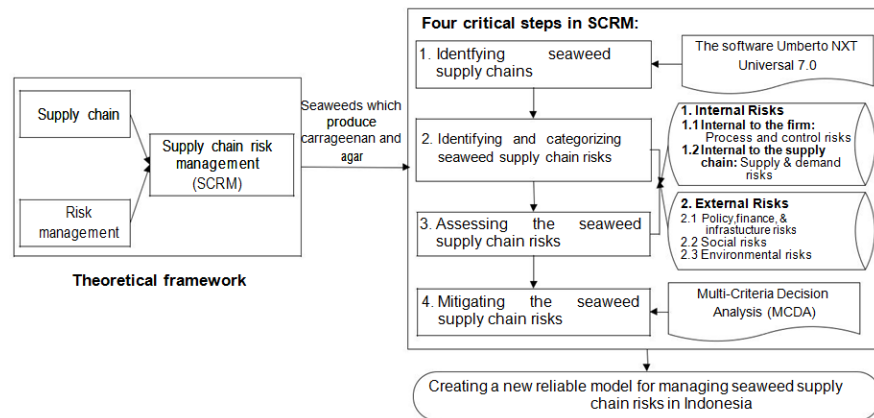 Four critical steps in SCRM:
1. Identfying seaweed
supply chains
The software Umberto NXT
Universal 7.0
Supply chain
Supply chain risk
management
(SCRM)
Risk
management
Theoretical framework
Seaweeds which
produce
carrageenan and
agar
2. Identifying and categorizing
seaweed supply chain risks
1. Internal Risks
1.1 Internal to the firm:
Process and control risks
1.2 Internal to the supply
chain: Supply & demand
risks
2. External Risks
2.1 Policy,finance, &
infrastucture risks
2.2 Social risks
2.3 Environmental risks
3. Assessing the seaweed
supply chain risks
4. Mitigating the seaweed
supply chain risks
Multi-Criteria Decision
Analysis (MCDA)
Creating a new reliable model for managing seaweed supply
chain risks in Indonesia